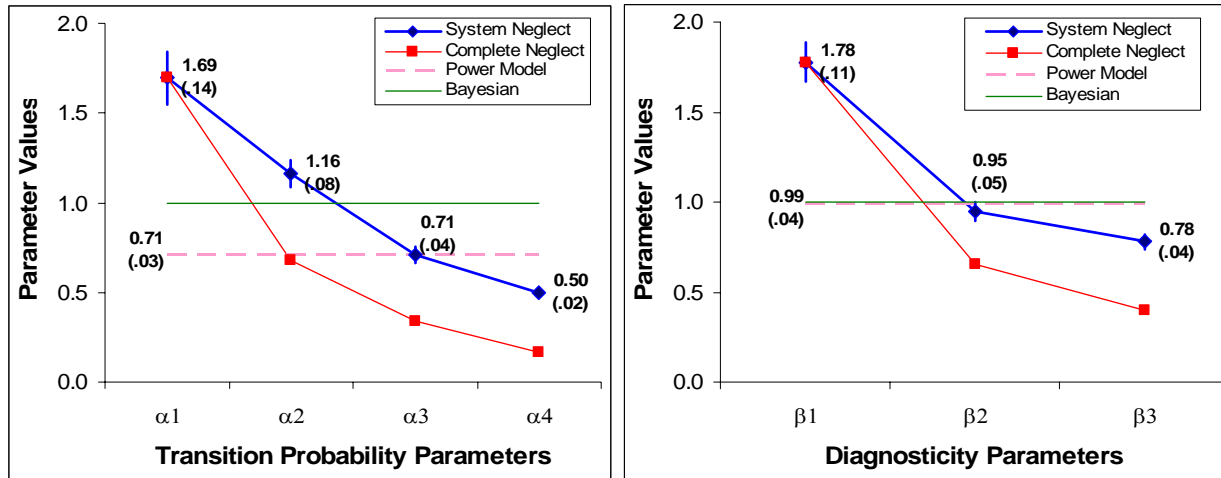 2.0
1.5
1.0
0.5
0.0
Parameter Values
System Neglect
Complete Neglect
Power Model
Bayesian
1.69
(.14)
1.16
(.08)
0.71
(.03)
0.71
(.04)
0.50
(.02)
α1 α2 α3 α4
Transition Probability Parameters
2.0
1.5
1.0
0.5
0.0
Parameter Values
System Neglect
Complete Neglect
Power Model
Bayesian
1.78
(.11)
0.95
(.05)
0.99
(.04)
0.78
(.04)
β1 β2 β3
Diagnosticity Parameters